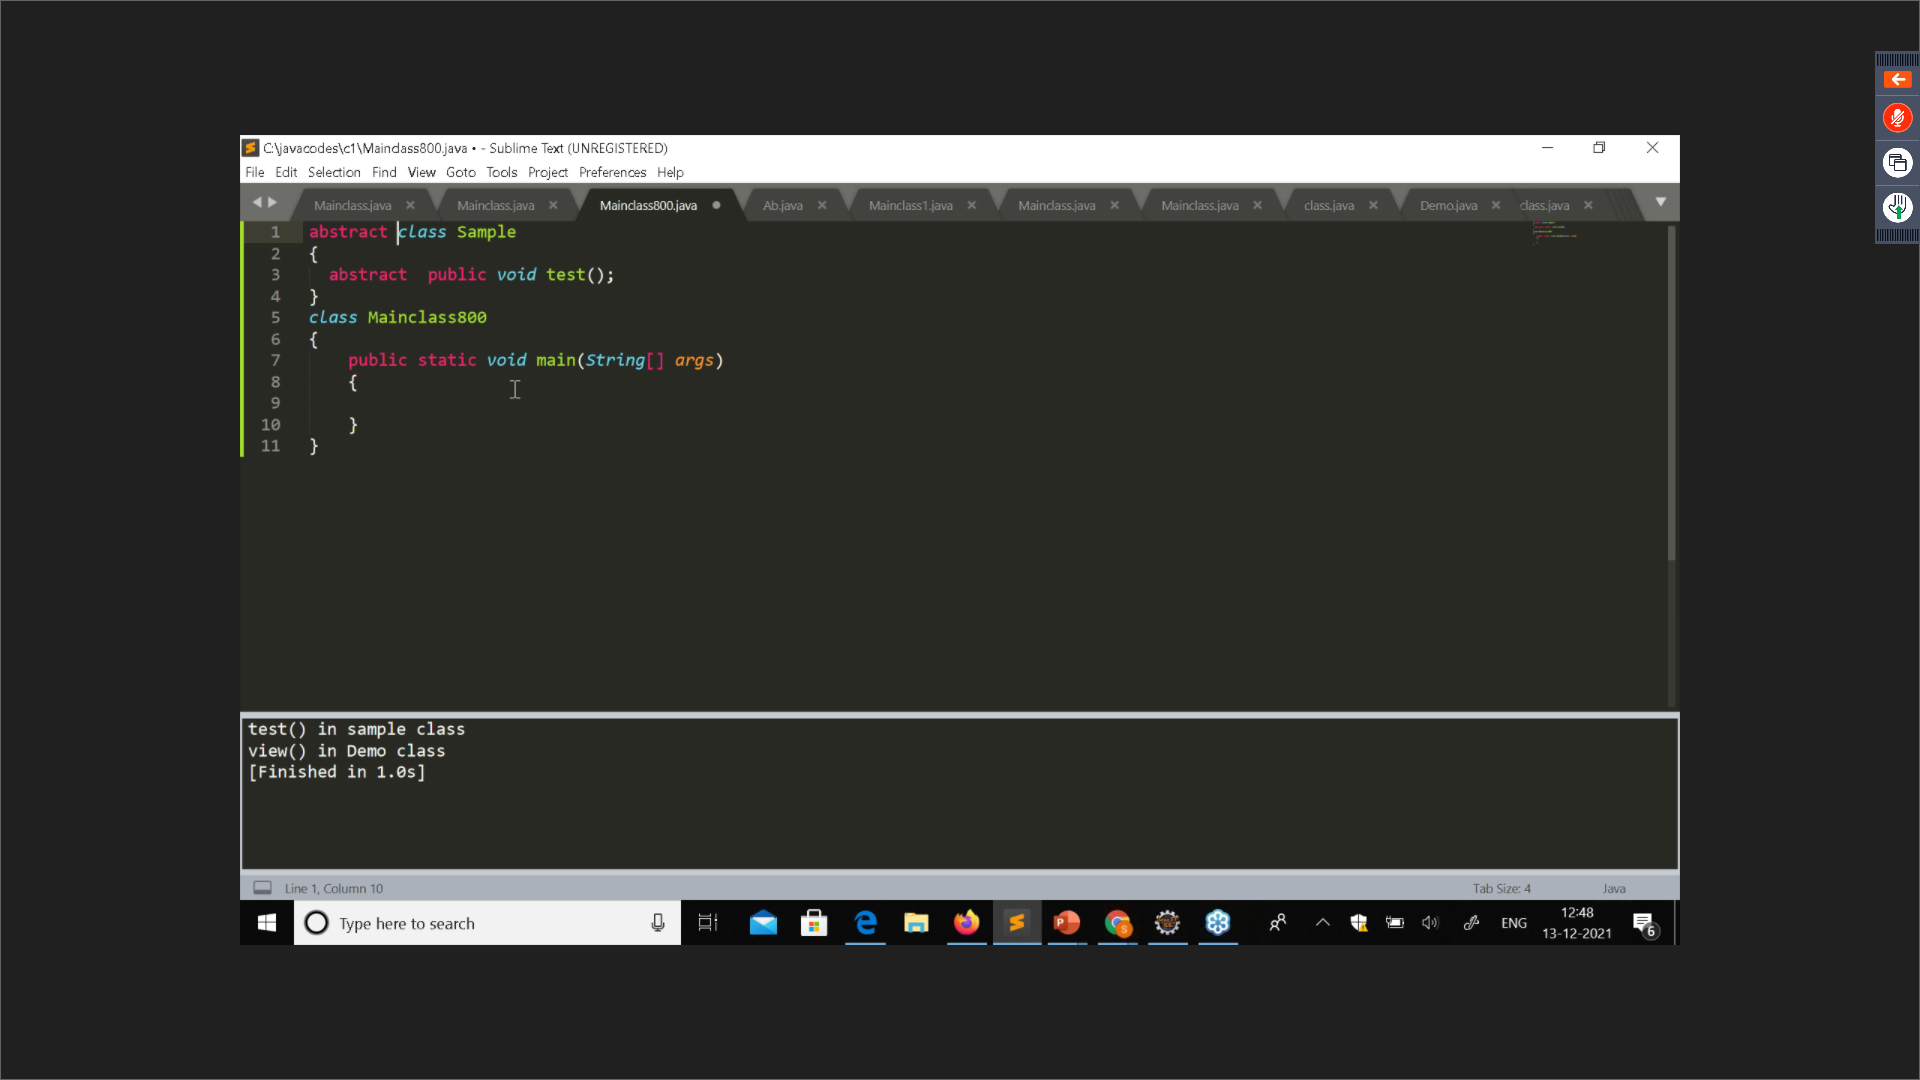 C:\javacodes\c1\Mainclass800.java • - Sublime Text (UNREGISTERED)
File Edit Selection Find View Goto Tools Project Preferences Help
Mainclass.java Mainclass.java Mainclass800.java Ab.java Mainclass1.java Mainclass.java Mainclass.java class.java Demo.java class.java
1 abstract class Sample
2 {
3 abstract  public void test();
4 }
5 class Mainclass800
6 {
7 public static void main(String[] args)
8 {
9
10 }
11 }
test() in sample class
view() in Demo class
[Finished in 1.0s]
Line 1, Column 10 Tab Size: 4 Java
Type here to search ENG 12:48
13-12-2021 6